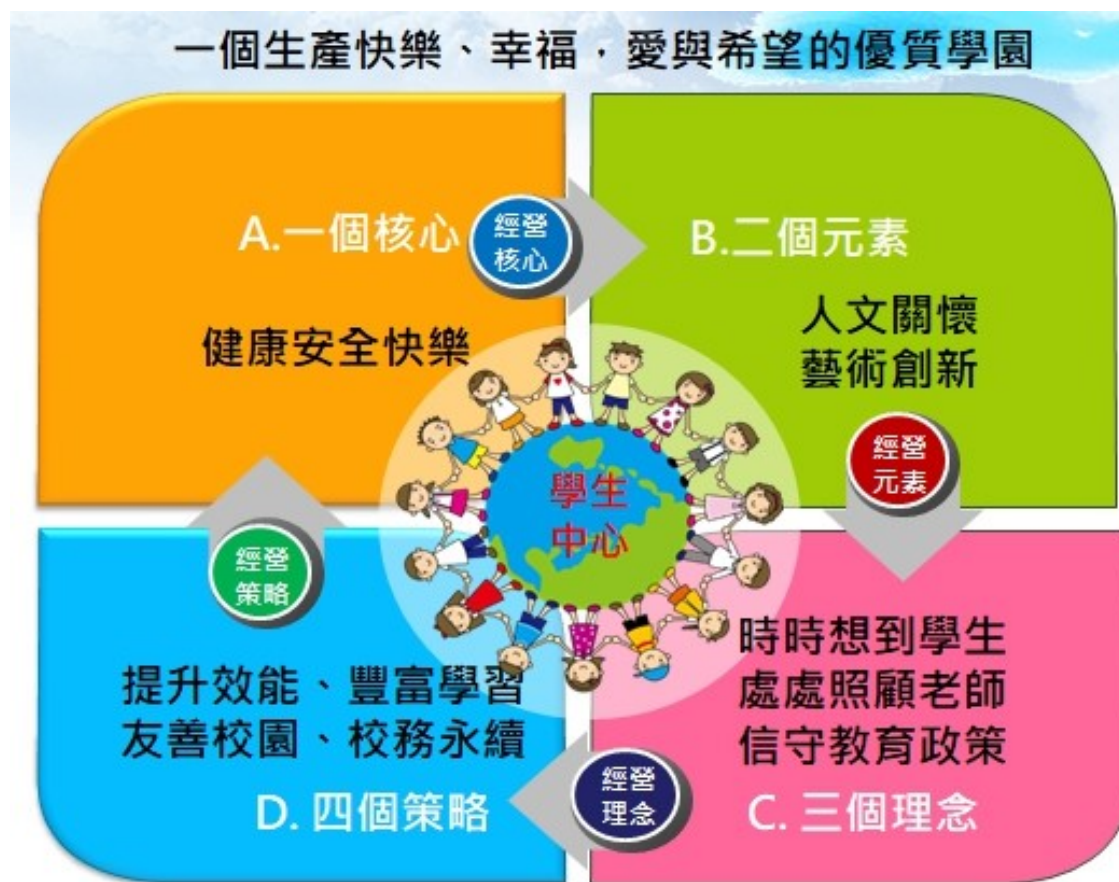 一個生產快樂、幸福，愛與希望的優質學園
A.一個核心
經營
核心
健康安全快樂
B.二個元素
人文關懷
藝術創新
經營
元素
學生
中心
時時想到學生
處處照顧老師
信守教育政策
C. 三個理念
經營
理念
提升效能、豐富學習
友善校園、校務永續
D. 四個策略
經營
策略